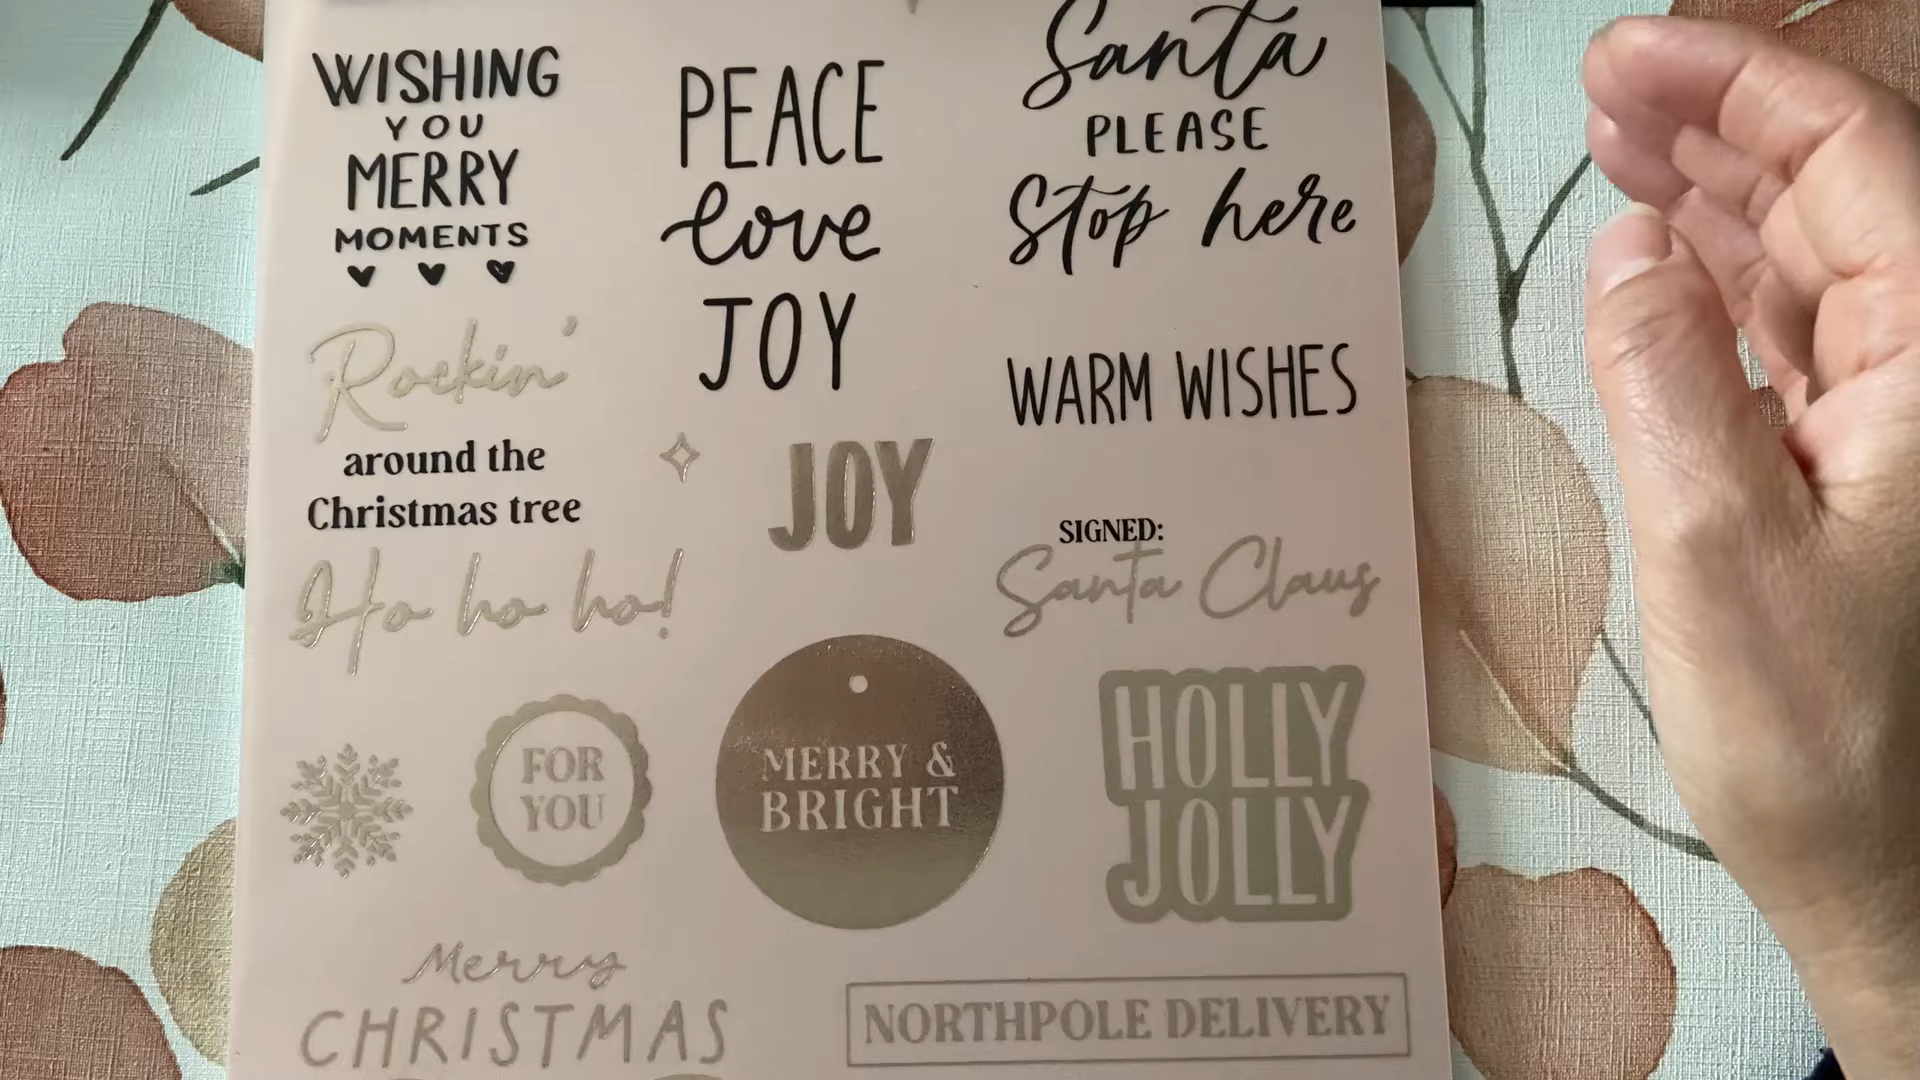 WISHING
YOU
MERRY
MOMENTS
PEACE
love
JOY
Santa
PLEASE
Stop here
Rockin'
around the
Christmas tree
WARM WISHES
JOY
SIGNED:
Santa Claus
Ho ho ho!
FOR
YOU
MERRY &
BRIGHT
HOLLY
JOLLY
Merry
CHRISTMAS
NORTHPOLE DELIVERY